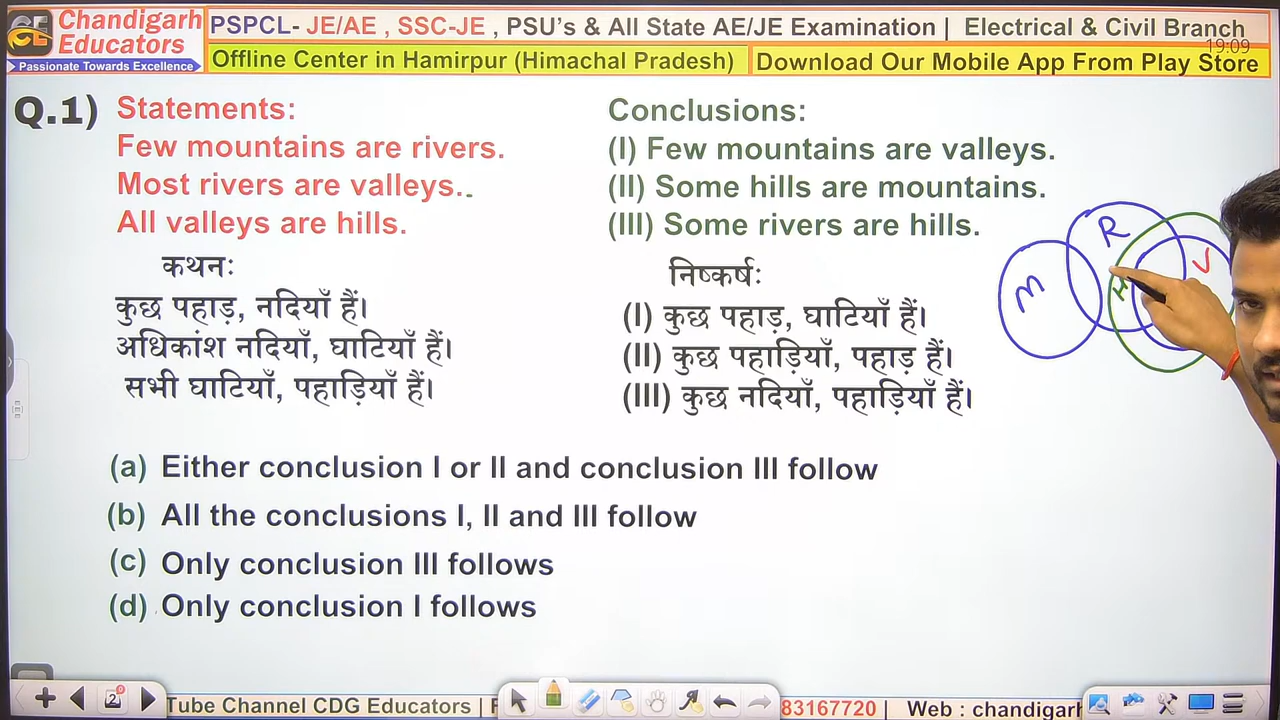 Chandigarh
Educators
Passionate Towards Excellence
PSPCL- JE/AE , SSC-JE , PSU's & All State AE/JE Examination | Electrical & Civil Branch
19:09
Offline Center in Hamirpur (Himachal Pradesh)
Download Our Mobile App From Play Store
Q.1) Statements:
Few mountains are rivers.
Most rivers are valleys..
All valleys are hills.
कथनः
कुछ पहाड़, नदियाँ हैं।
अधिकांश नदियाँ, घाटियाँ हैं।
सभी घाटियाँ, पहाड़ियाँ हैं।
Conclusions:
(I) Few mountains are valleys.
(II) Some hills are mountains.
(III) Some rivers are hills.
निष्कर्षः
(I) कुछ पहाड़, घाटियाँ हैं।
(II) कुछ पहाड़ियाँ, पहाड़ हैं।
(III) कुछ नदियाँ, पहाड़ियाँ हैं।
M
R
H
V
(a) Either conclusion I or II and conclusion III follow
(b) All the conclusions I, II and III follow
(c) Only conclusion III follows
(d) Only conclusion I follows
2
Tube Channel CDG Educators |
83167720 | Web : chandigarh